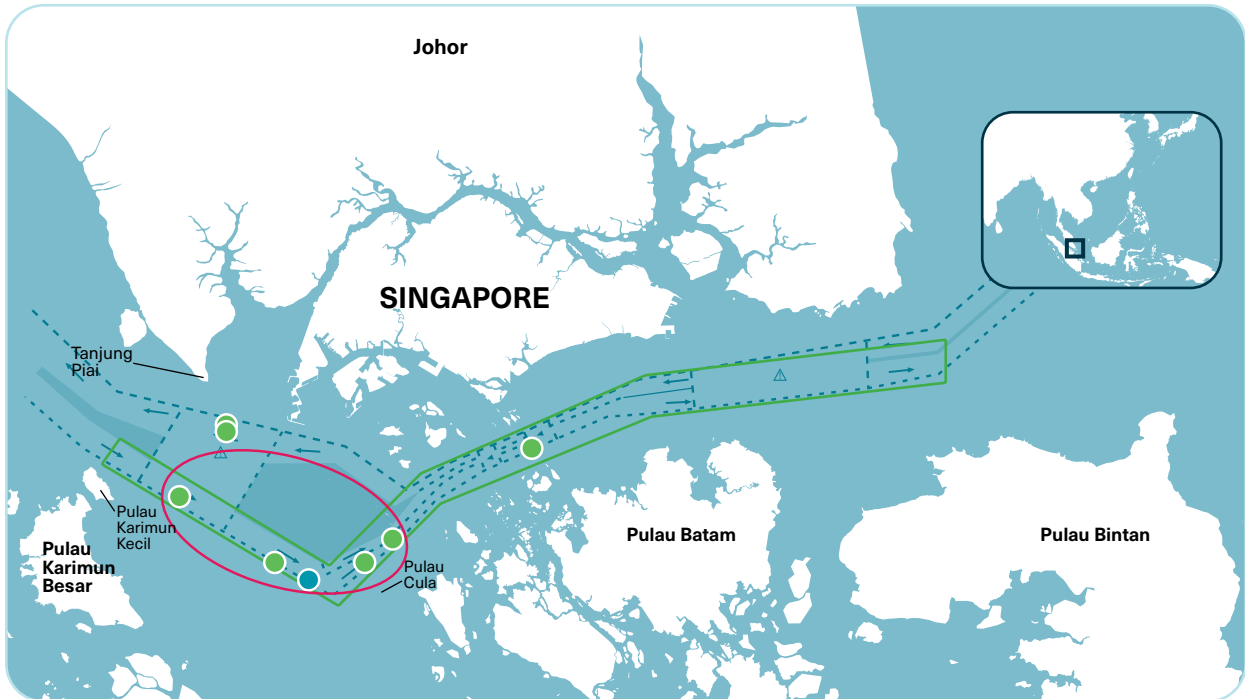 Johor
SINGAPORE
Tanjung
Piai
Pulau
Karimun
Kecil
Pulau
Karimun
Besar
Pulau
Cula
Pulau Batam
Pulau Bintan